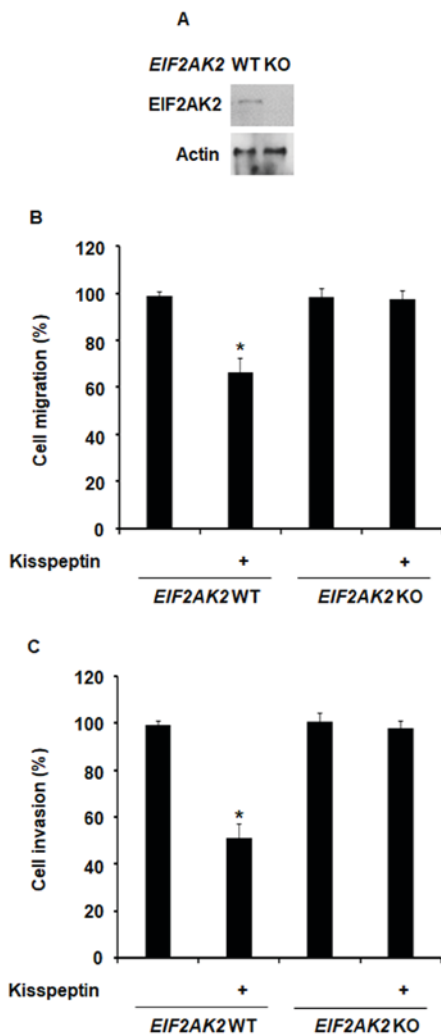 A
EIF2AK2 WT KO
EIF2AK2
Actin
B
Cell migration (%)
120
100
80
60
40
20
0
*
Kisspeptin + +
EIF2AK2 WT EIF2AK2 KO
C
Cell invasion (%)
120
100
80
60
40
20
0
*
Kisspeptin + +
EIF2AK2 WT EIF2AK2 KO